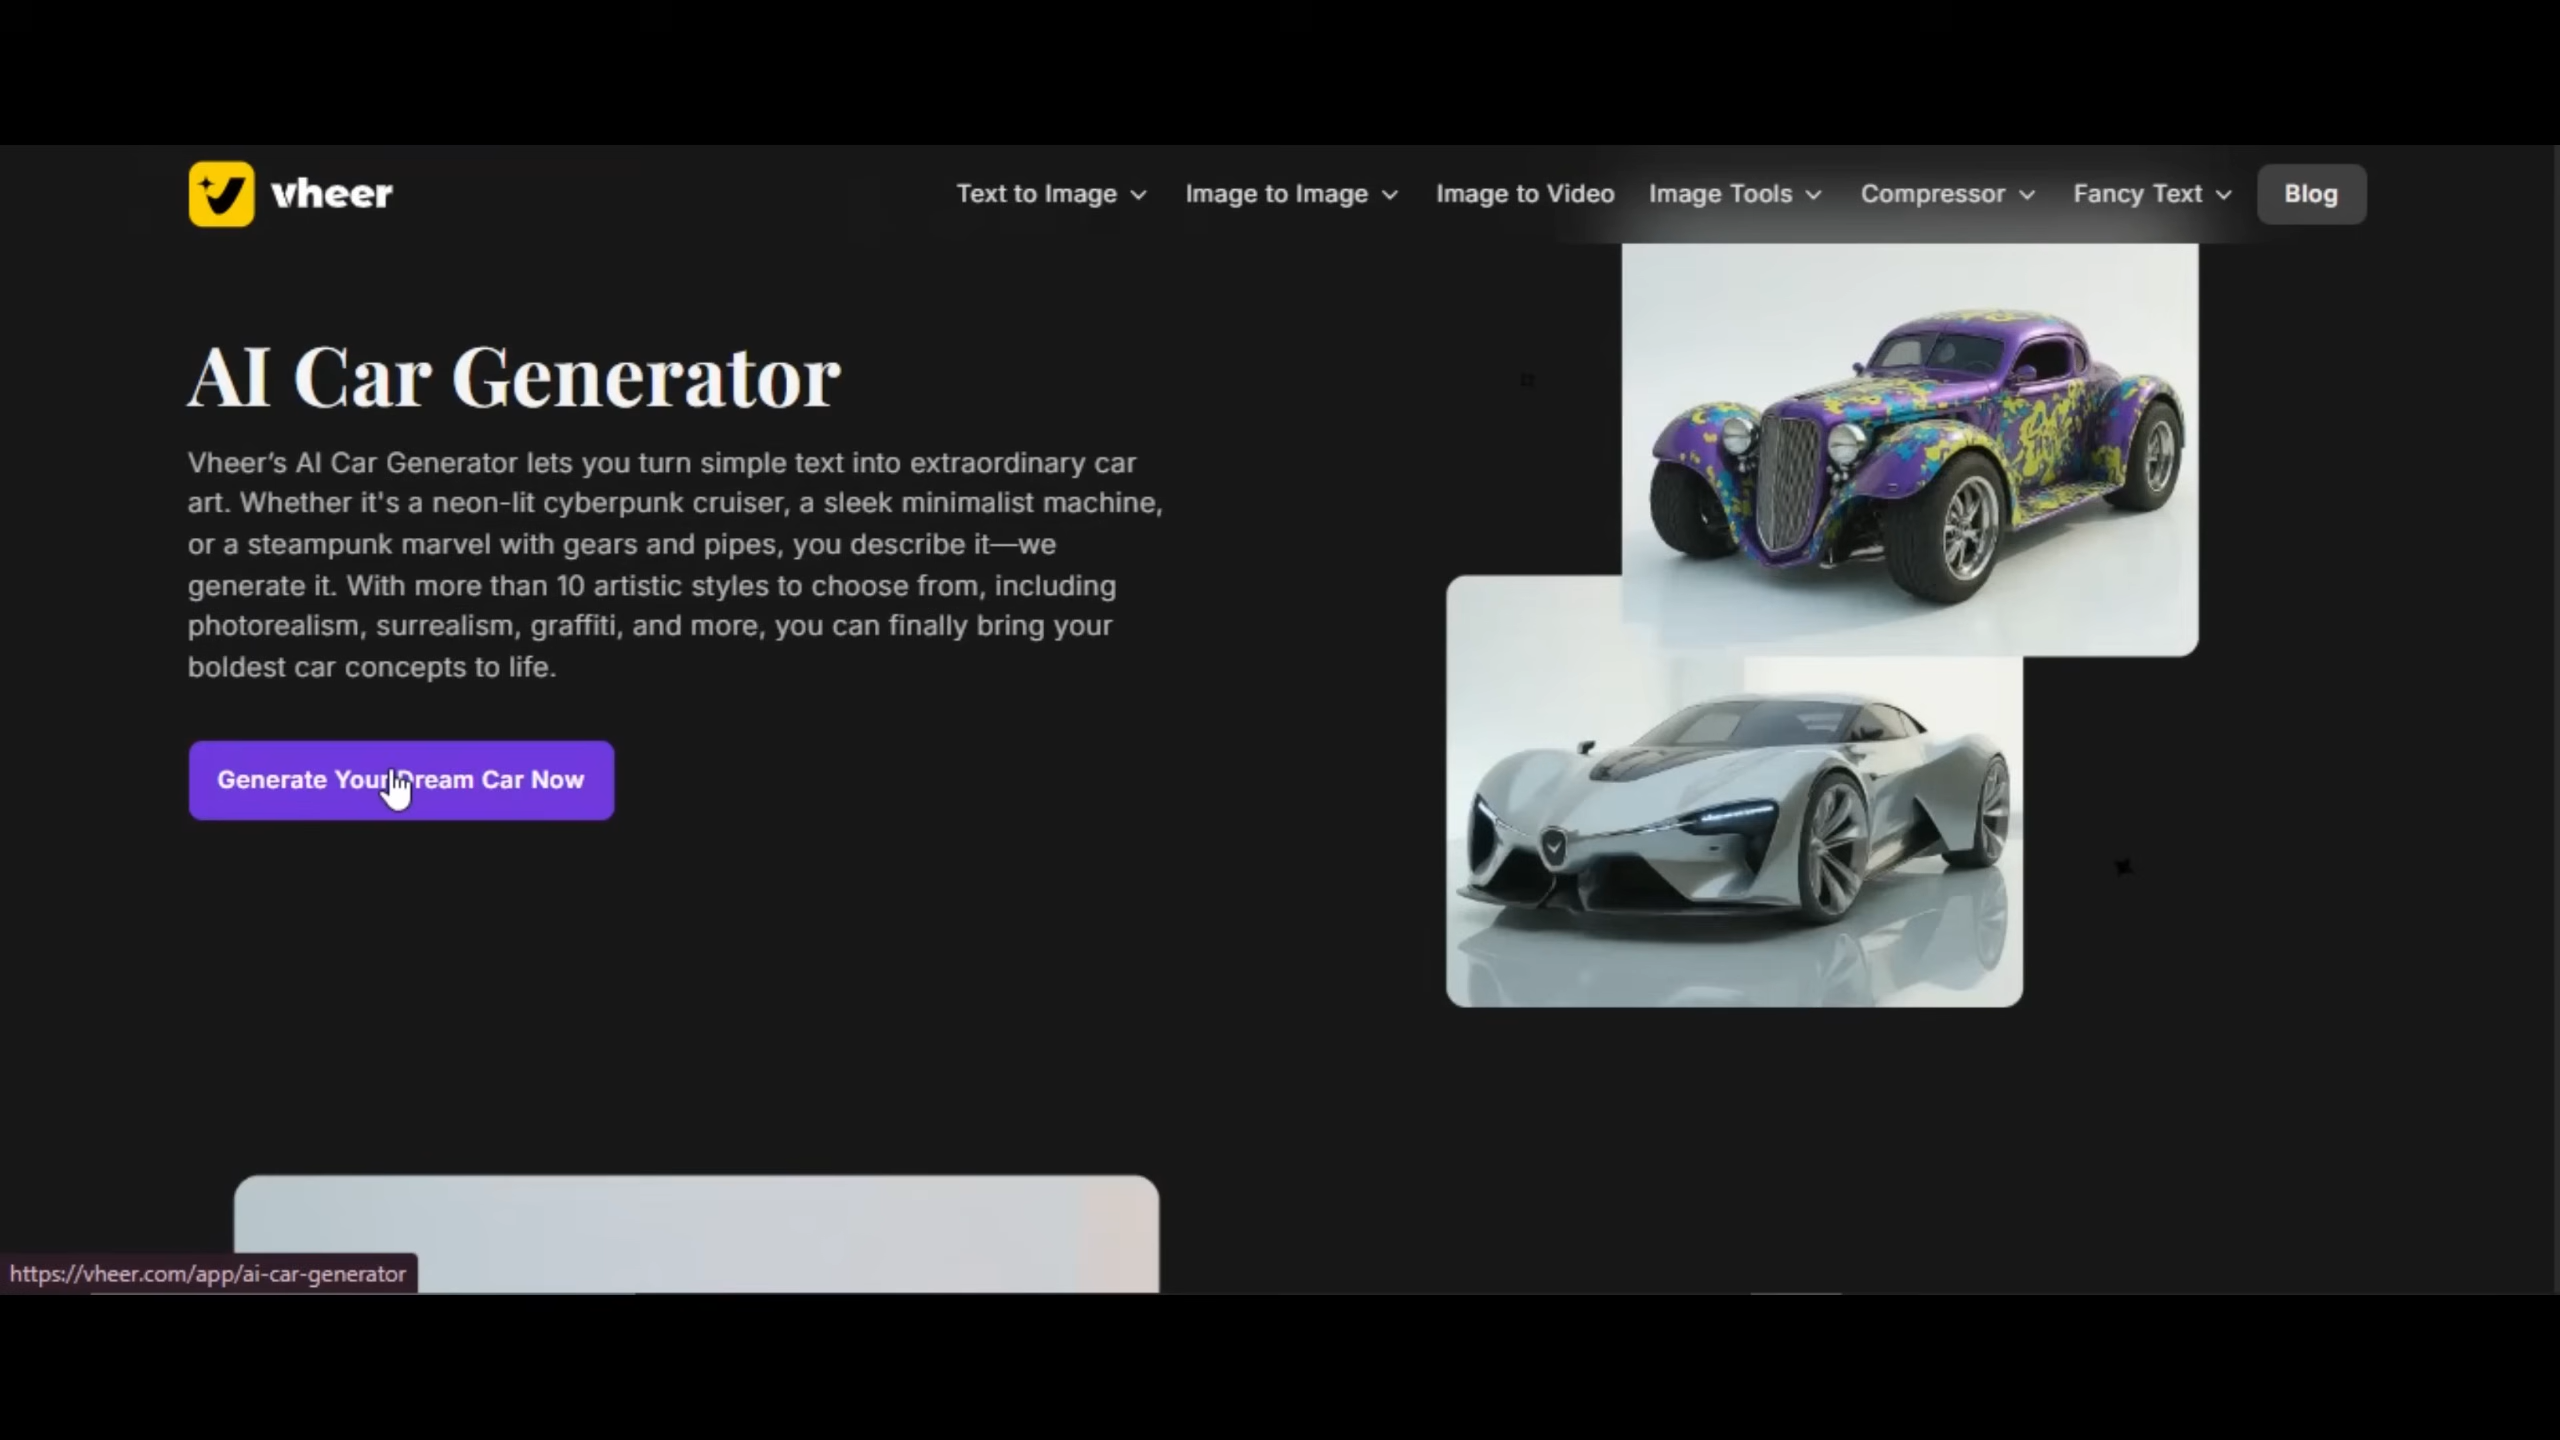 vheer
Text to Image
Image to Image
Image to Video
Image Tools
Compressor
Fancy Text
Blog
AI Car Generator
Vheer’s AI Car Generator lets you turn simple text into extraordinary car
art. Whether it's a neon-lit cyberpunk cruiser, a sleek minimalist machine,
or a steampunk marvel with gears and pipes, you describe it—we
generate it. With more than 10 artistic styles to choose from, including
photorealism, surrealism, graffiti, and more, you can finally bring your
boldest car concepts to life.
Generate Your Dream Car Now
https://vheer.com/app/ai-car-generator